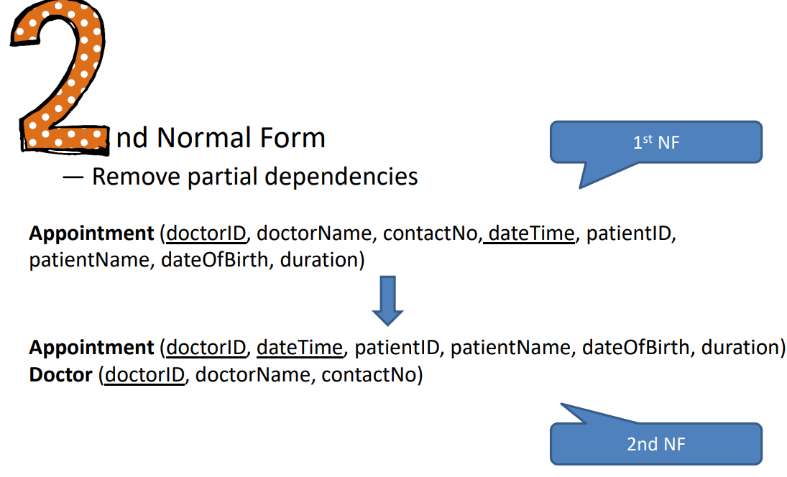 2nd Normal Form
— Remove partial dependencies
1st NF
Appointment (doctorID, doctorName, contactNo, dateTime, patientID,
patientName, dateOfBirth, duration)
Appointment (doctorID, dateTime, patientID, patientName, dateOfBirth, duration)
Doctor (doctorID, doctorName, contactNo)
2nd NF